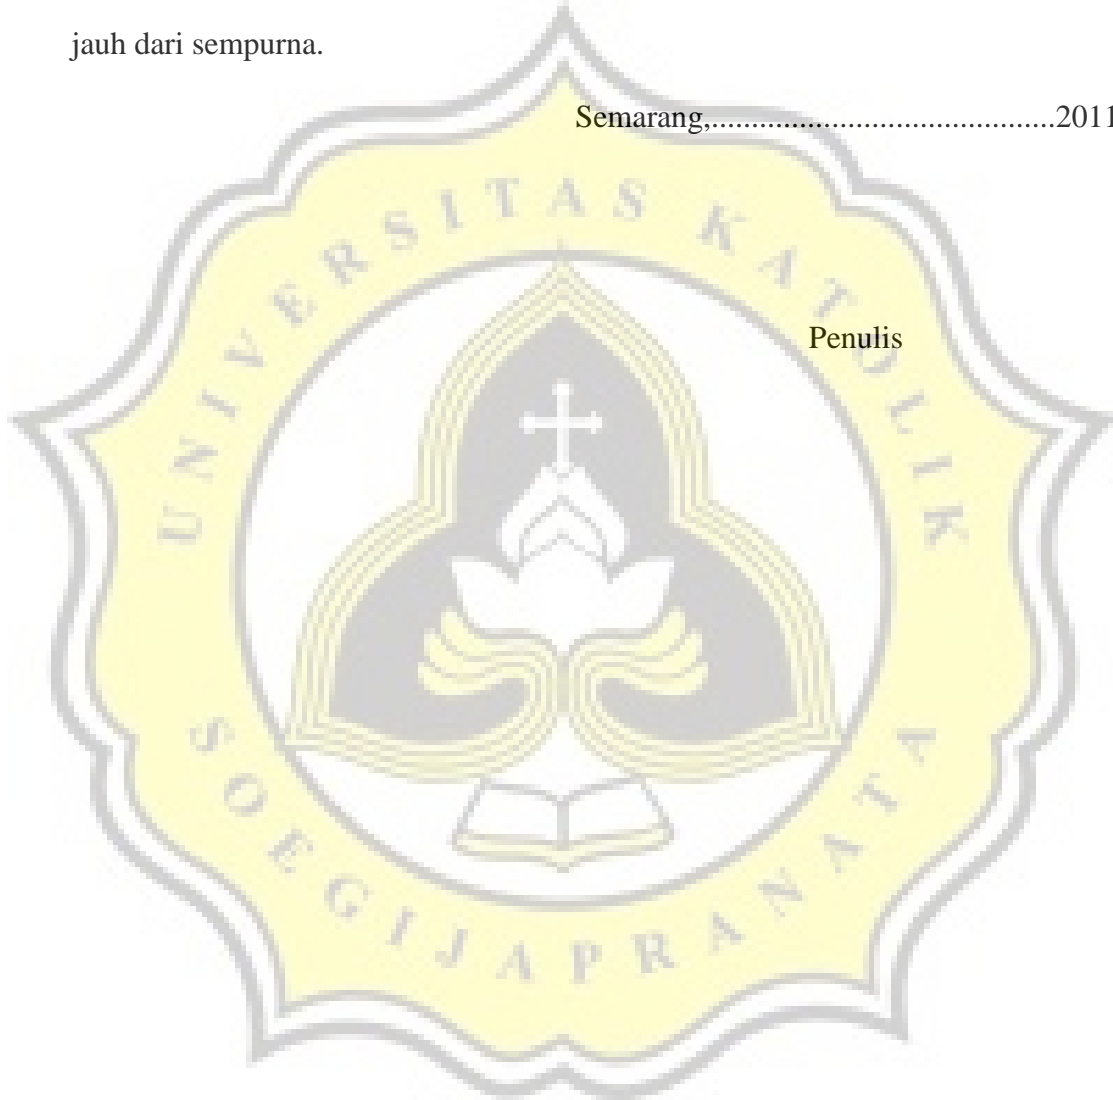 jauh dari sempurna.
Semarang,...........................................2011
Penulis
UNIVERSITAS KATOLIK
SOEGIJAPRANATA